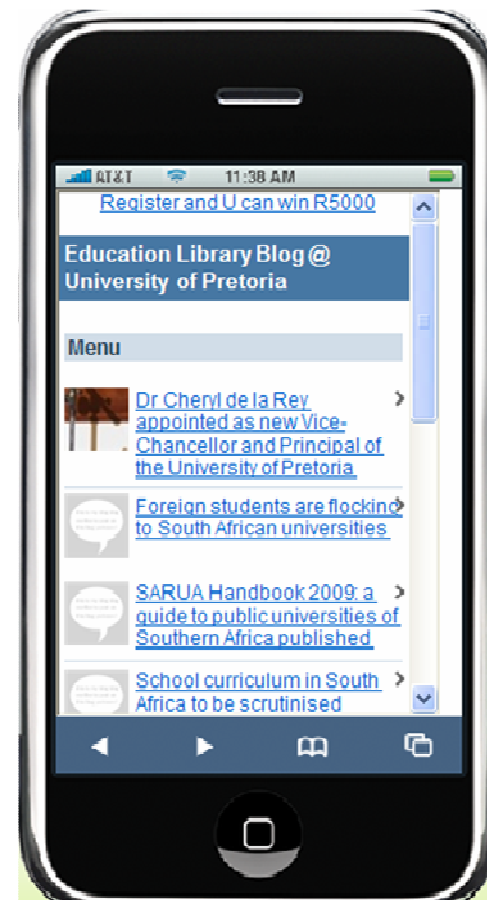 AT&T 11:38 AM
Register and U can win R5000
Education Library Blog @
University of Pretoria
Menu
Dr Cheryl de la Rey
appointed as new Vice-
Chancellor and Principal of
the University of Pretoria
Foreign students are flocking
to South African universities
SARUA Handbook 2009: a
guide to public universities of
Southern Africa published
School curriculum in South
Africa to be scrutinised